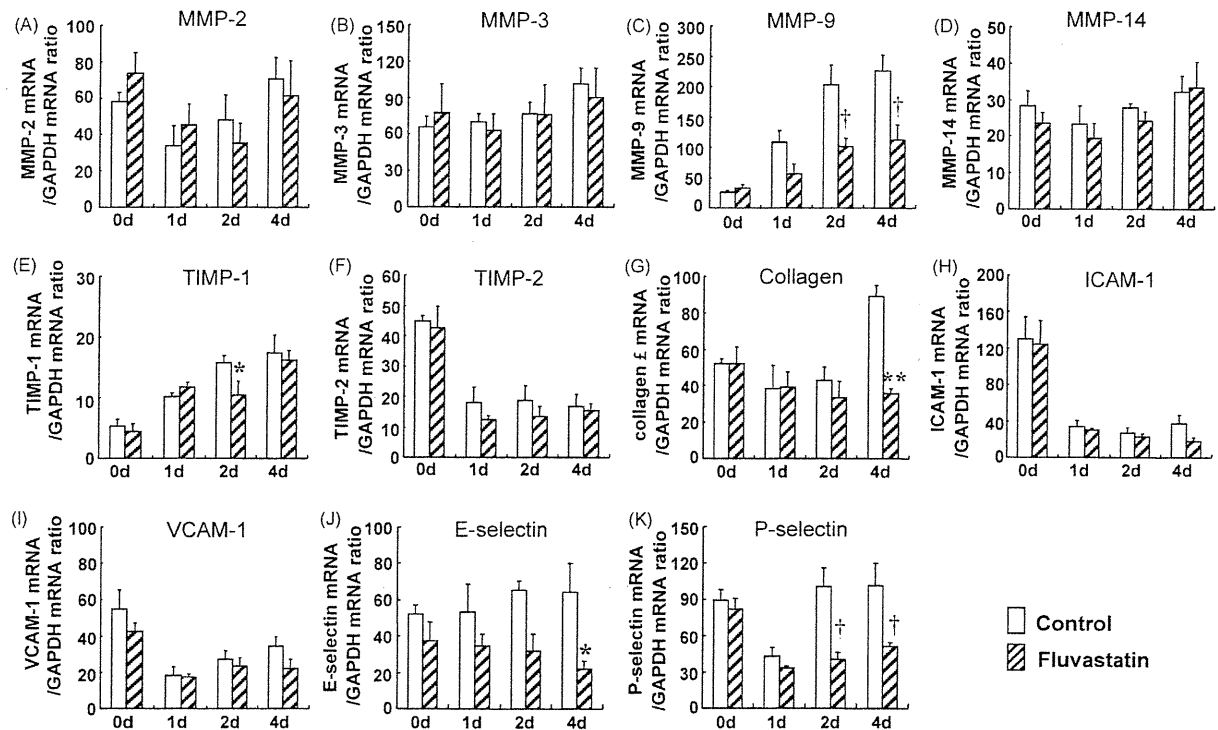 (A) MMP-2
MMP-2 mRNA
/GAPDH mRNA ratio
100
80
60
40
20
0
0d 1d 2d 4d
(B) MMP-3
MMP-3 mRNA
/GAPDH mRNA ratio
150
120
90
60
30
0
0d 1d 2d 4d
(C) MMP-9
MMP-9 mRNA
/GAPDH mRNA ratio
300
250
200
150
100
50
0
† †
0d 1d 2d 4d
(D) MMP-14
MMP-14 mRNA
/GAPDH mRNA ratio
50
40
30
20
10
0
0d 1d 2d 4d
(E) TIMP-1
TIMP-1 mRNA
/GAPDH mRNA ratio
30
20
10
0
*
0d 1d 2d 4d
(F) TIMP-2
TIMP-2 mRNA
/GAPDH mRNA ratio
60
50
40
30
20
10
0
0d 1d 2d 4d
(G) Collagen
collagen £ mRNA
/GAPDH mRNA ratio
100
80
60
40
20
0
**
0d 1d 2d 4d
(H) ICAM-1
ICAM-1 mRNA
/GAPDH mRNA ratio
200
160
120
80
40
0
0d 1d 2d 4d
(I) VCAM-1
VCAM-1 mRNA
/GAPDH mRNA ratio
100
80
60
40
20
0
0d 1d 2d 4d
(J) E-selectin
E-selectin mRNA
/GAPDH mRNA ratio
100
80
60
40
20
0
*
0d 1d 2d 4d
(K) P-selectin
P-selectin mRNA
/GAPDH mRNA ratio
150
120
90
60
30
0
† †
0d 1d 2d 4d
Control
Fluvastatin